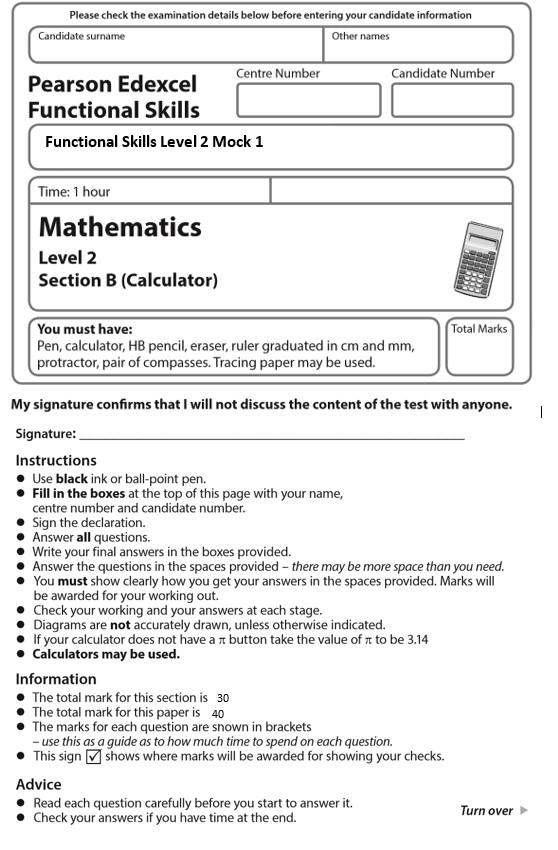 Please check the examination details below before entering your candidate information
Candidate surname
Other names
Pearson Edexcel
Functional Skills
Centre Number
Candidate Number
Functional Skills Level 2 Mock 1
Time: 1 hour
Mathematics
Level 2
Section B (Calculator)
You must have:
Pen, calculator, HB pencil, eraser, ruler graduated in cm and mm,
protractor, pair of compasses. Tracing paper may be used.
Total Marks
My signature confirms that I will not discuss the content of the test with anyone.
Signature:
Instructions
● Use black ink or ball-point pen.
● Fill in the boxes at the top of this page with your name,
centre number and candidate number.
● Sign the declaration.
● Answer all questions.
● Write your final answers in the boxes provided.
● Answer the questions in the spaces provided – there may be more space than you need.
● You must show clearly how you get your answers in the spaces provided. Marks will
be awarded for your working out.
● Check your working and your answers at each stage.
● Diagrams are not accurately drawn, unless otherwise indicated.
● If your calculator does not have a π button take the value of π to be 3.14
● Calculators may be used.
Information
● The total mark for this section is 30
● The total mark for this paper is 40
● The marks for each question are shown in brackets
– use this as a guide as to how much time to spend on each question.
● This sign ☑ shows where marks will be awarded for showing your checks.
Advice
● Read each question carefully before you start to answer it.
● Check your answers if you have time at the end.
Turn over ▶